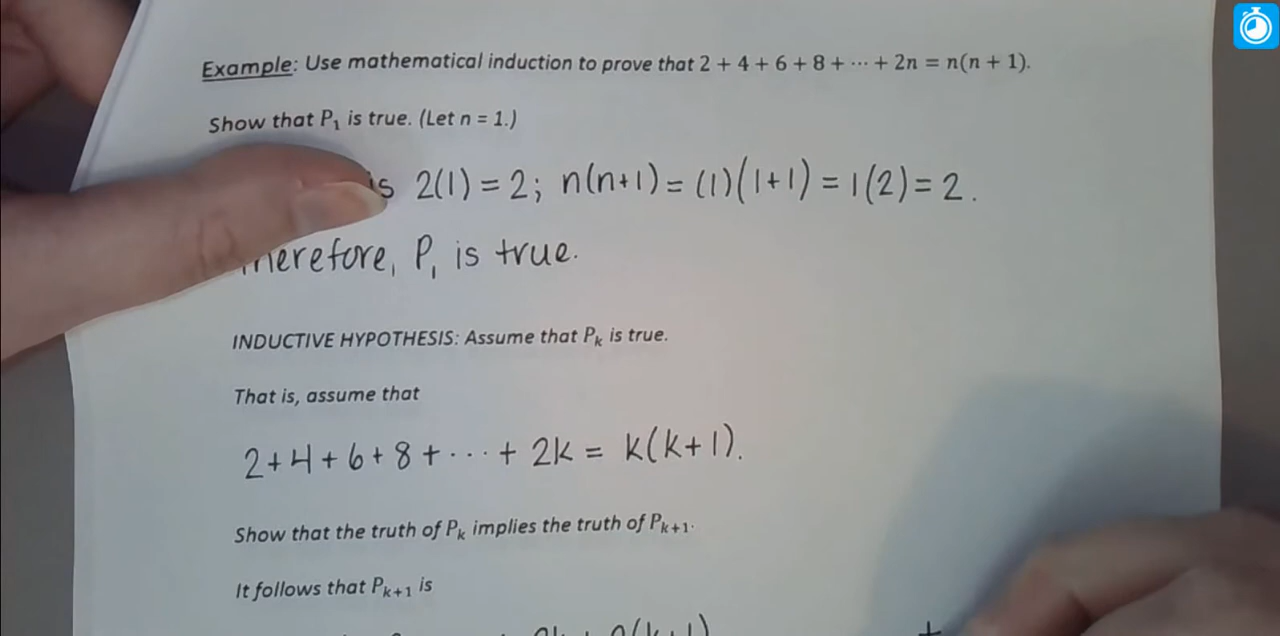 Example: Use mathematical induction to prove that 2 + 4 + 6 + 8 + ⋯ + 2n = n(n + 1).
Show that P₁ is true. (Let n = 1.)
2(1) = 2; n(n+1) = (1)(1+1) = 1(2) = 2.
P₁ is true.
INDUCTIVE HYPOTHESIS: Assume that Pₖ is true.
That is, assume that
2+4+6+8+⋯+2k = k(k+1).
Show that the truth of Pₖ implies the truth of Pₖ₊₁.
It follows that Pₖ₊₁ is